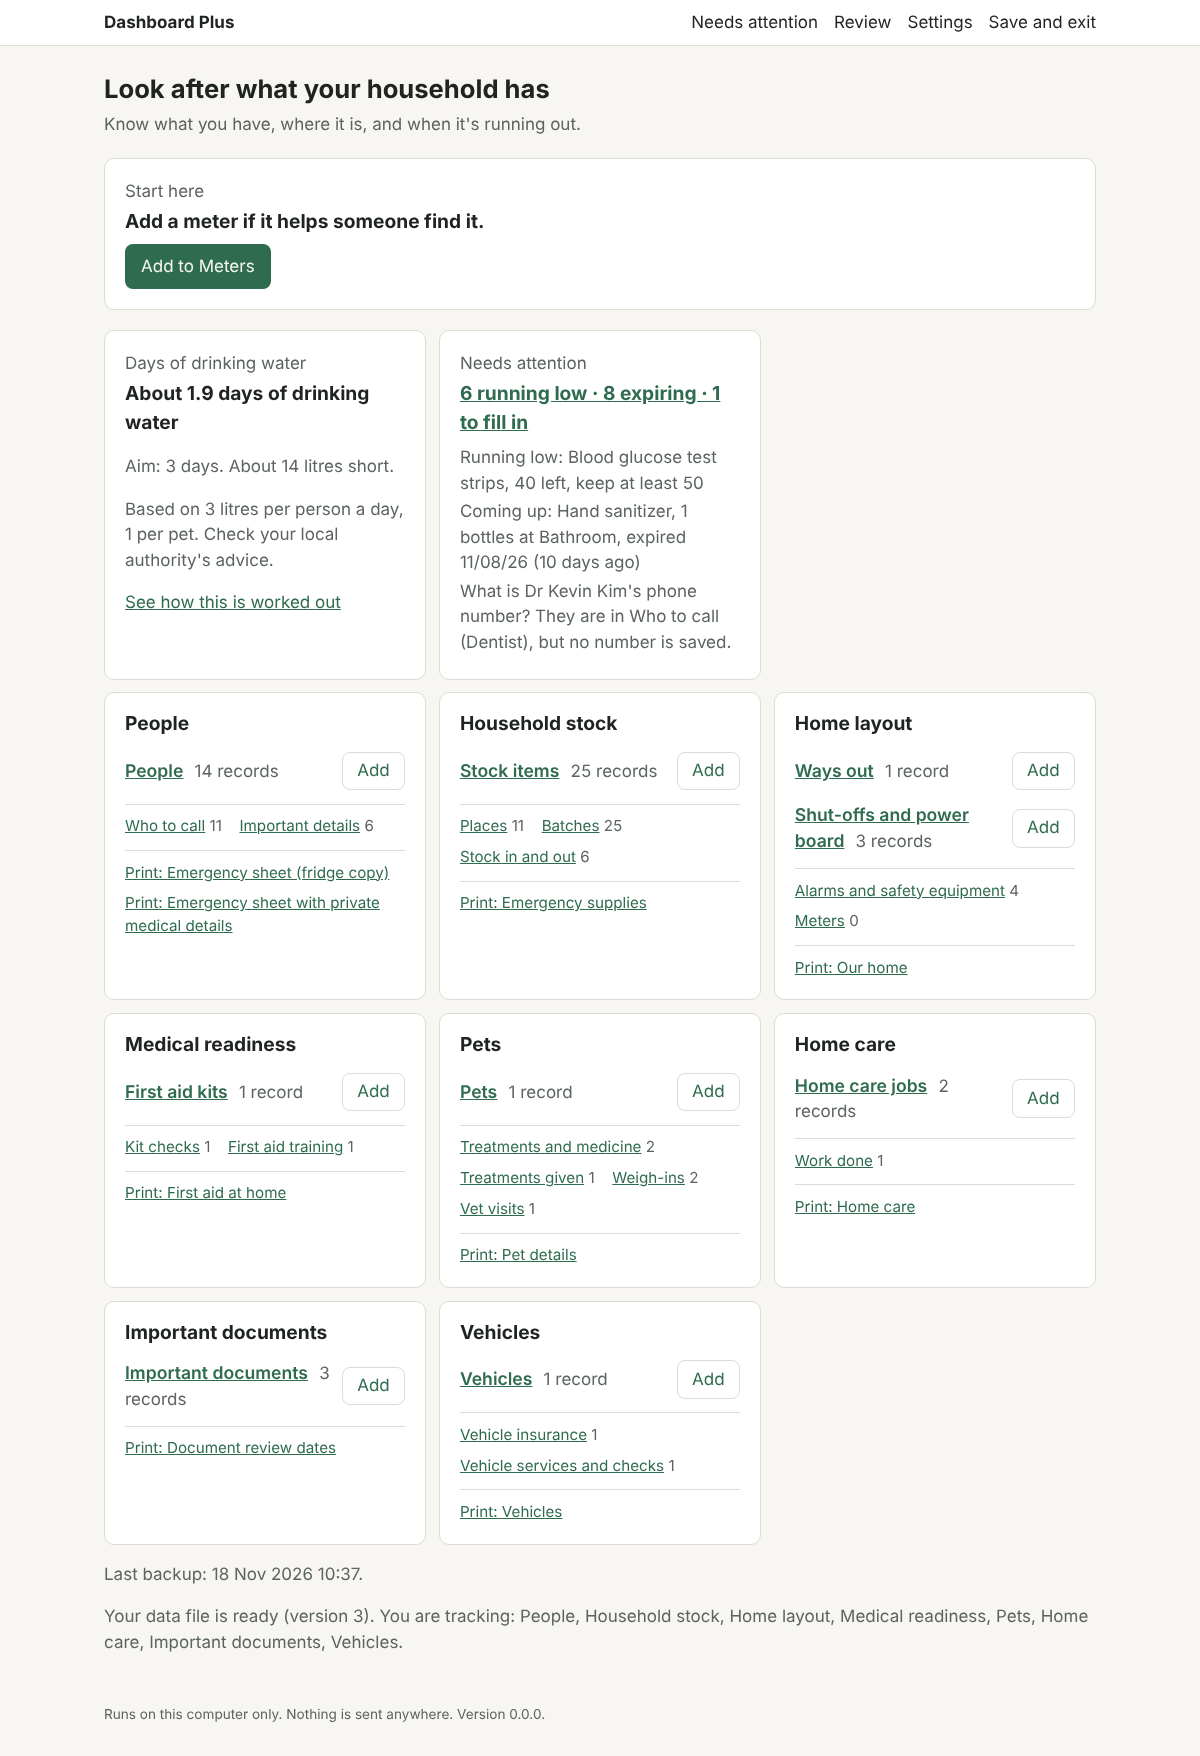 Dashboard Plus
Needs attention Review Settings Save and exit
Look after what your household has
Know what you have, where it is, and when it's running out.
Start here
Add a meter if it helps someone find it.
Add to Meters
Days of drinking water
About 1.9 days of drinking
water
Aim: 3 days. About 14 litres short.
Based on 3 litres per person a day,
1 per pet. Check your local
authority's advice.
See how this is worked out
Needs attention
6 running low · 8 expiring · 1
to fill in
Running low: Blood glucose test
strips, 40 left, keep at least 50
Coming up: Hand sanitizer, 1
bottles at Bathroom, expired
11/08/26 (10 days ago)
What is Dr Kevin Kim's phone
number? They are in Who to call
(Dentist), but no number is saved.
People
People 14 records Add
Who to call 11 Important details 6
Print: Emergency sheet (fridge copy)
Print: Emergency sheet with private
medical details
Household stock
Stock items 25 records Add
Places 11 Batches 25
Stock in and out 6
Print: Emergency supplies
Home layout
Ways out 1 record Add
Shut-offs and power
board 3 records Add
Alarms and safety equipment 4
Meters 0
Print: Our home
Medical readiness
First aid kits 1 record Add
Kit checks 1 First aid training 1
Print: First aid at home
Pets
Pets 1 record Add
Treatments and medicine 2
Treatments given 1 Weigh-ins 2
Vet visits 1
Print: Pet details
Home care
Home care jobs 2
records Add
Work done 1
Print: Home care
Important documents
Important documents 3
records Add
Print: Document review dates
Vehicles
Vehicles 1 record Add
Vehicle insurance 1
Vehicle services and checks 1
Print: Vehicles
Last backup: 18 Nov 2026 10:37.
Your data file is ready (version 3). You are tracking: People, Household stock, Home layout, Medical readiness, Pets, Home
care, Important documents, Vehicles.
Runs on this computer only. Nothing is sent anywhere. Version 0.0.0.